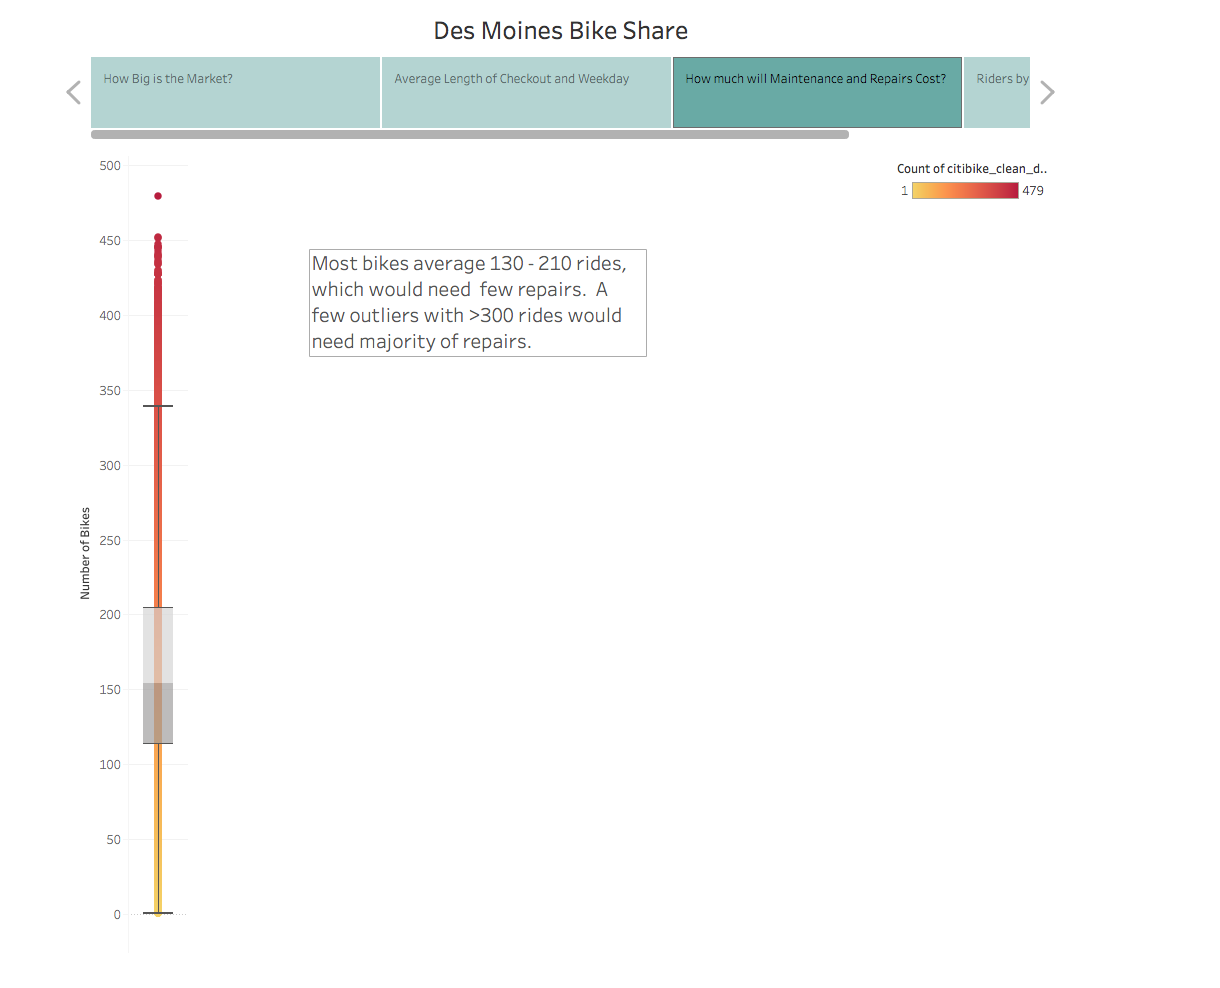 Des Moines Bike Share
How Big is the Market?
Average Length of Checkout and Weekday
How much will Maintenance and Repairs Cost?
Riders by
Count of citibike_clean_d..
1
479
Most bikes average 130 - 210 rides,
which would need  few repairs.  A
few outliers with >300 rides would
need majority of repairs.
Number of Bikes
500
450
400
350
300
250
200
150
100
50
0